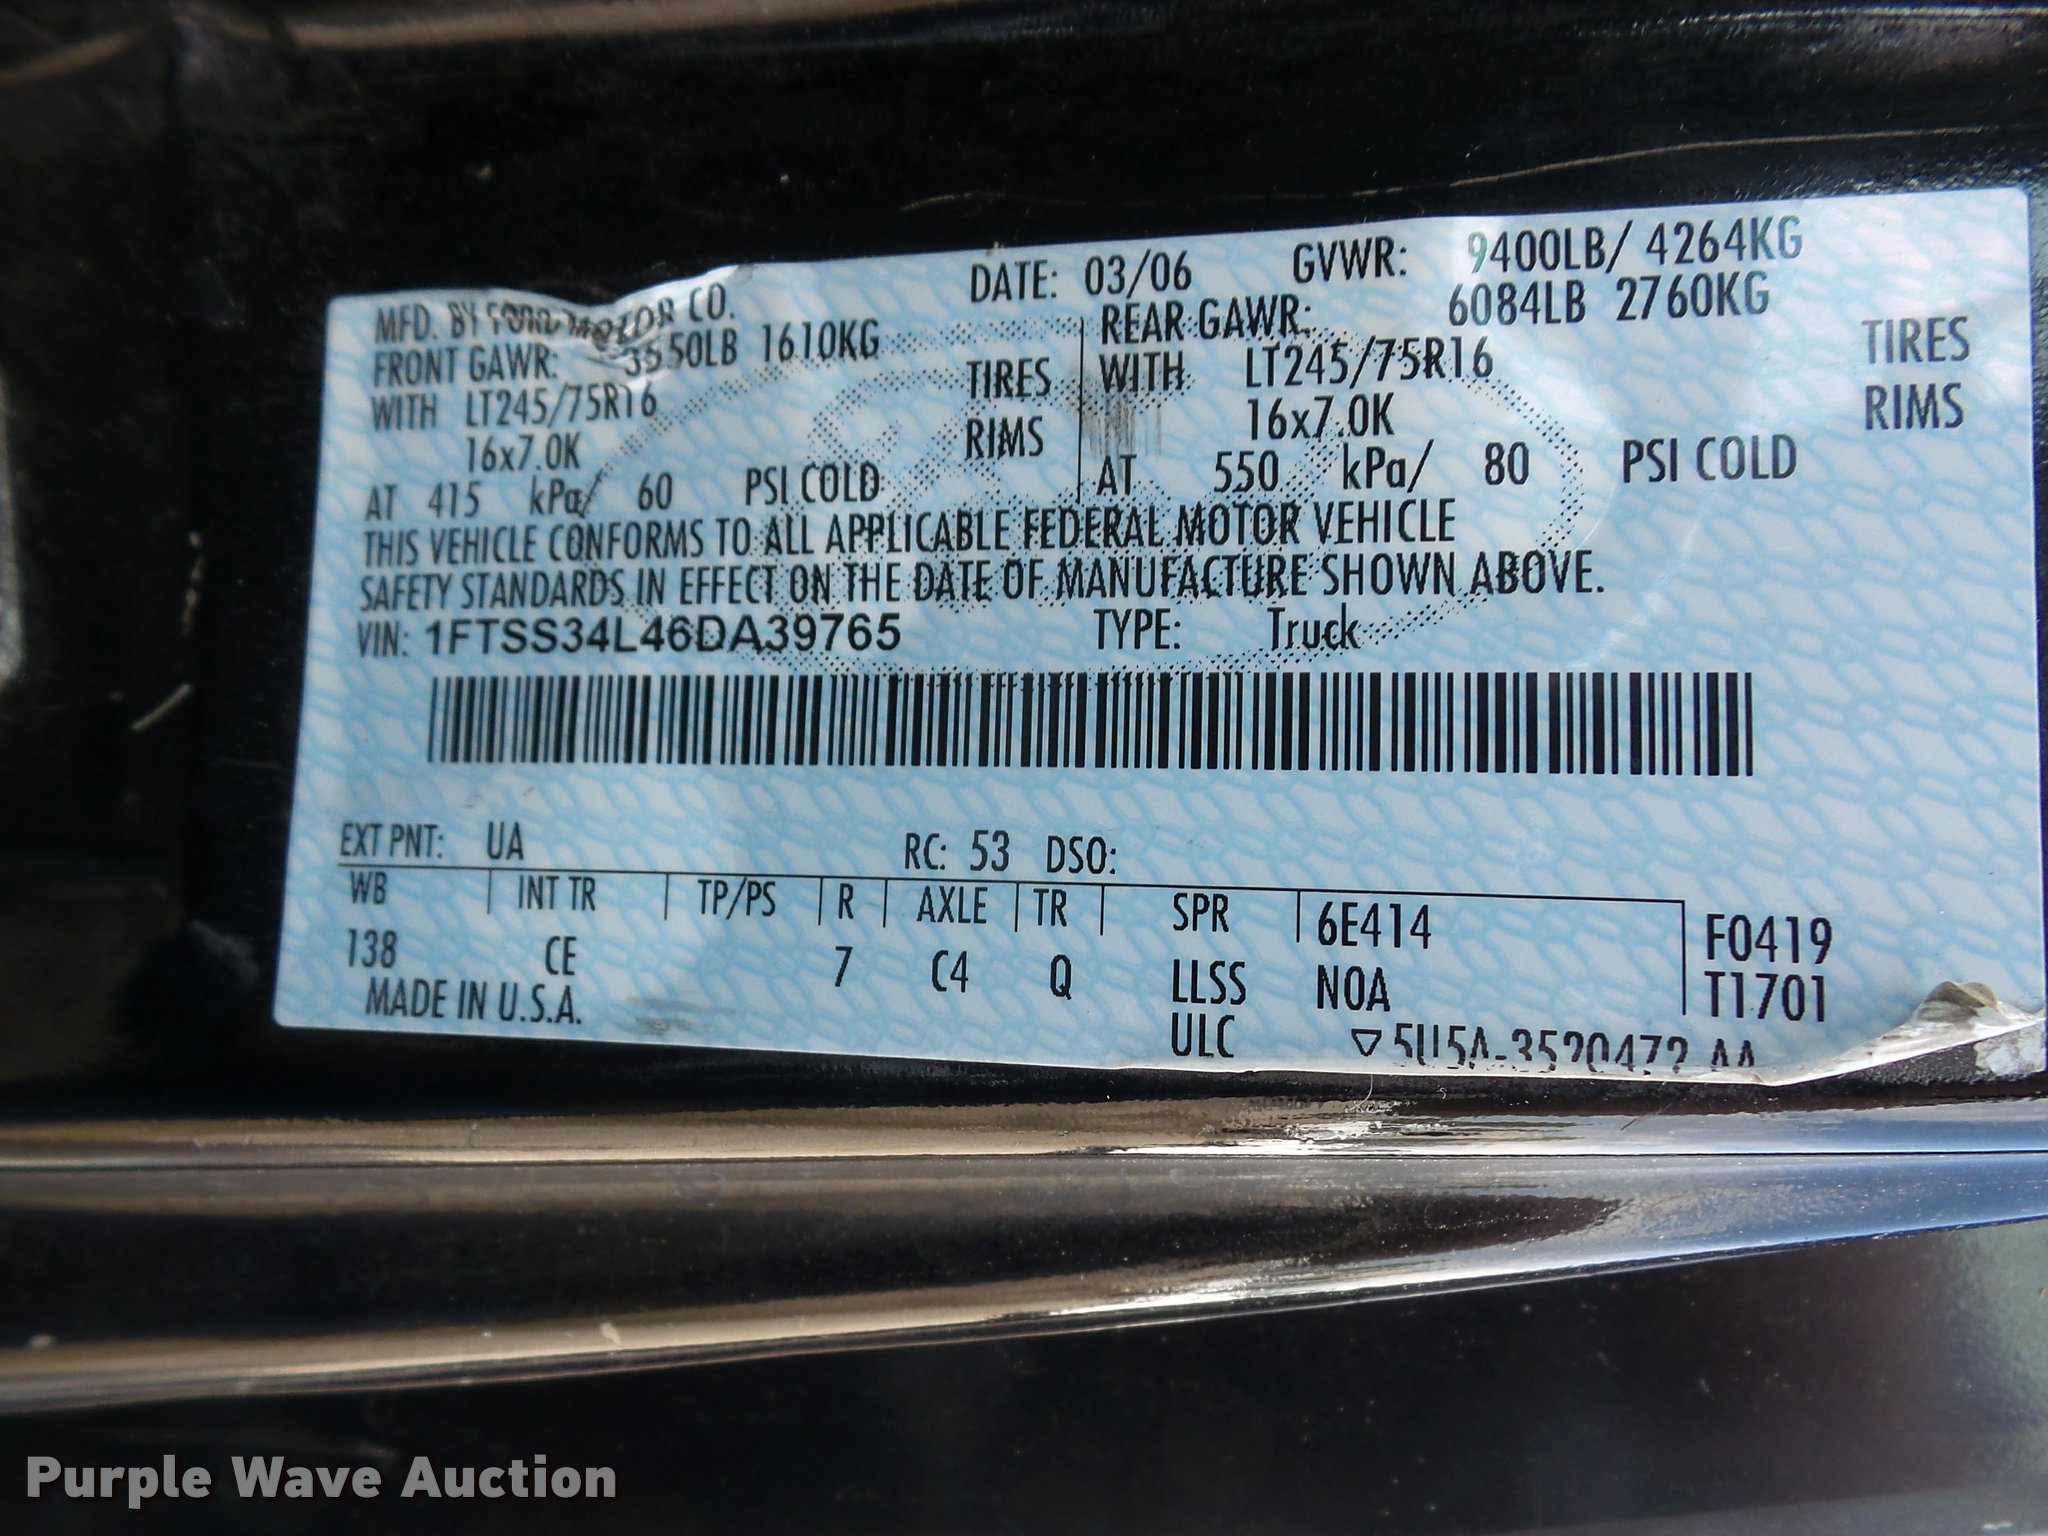 MFD. BY FORD MOTOR CO. DATE: 03/06 GVWR: 9400LB/ 4264KG
FRONT GAWR: 3550LB 1610KG REAR GAWR: 6084LB 2760KG
WITH LT245/75R16 TIRES WITH LT245/75R16 TIRES
16x7.0K RIMS 16x7.0K RIMS
AT 415 kPa/ 60 PSI COLD AT 550 kPa/ 80 PSI COLD
THIS VEHICLE CONFORMS TO ALL APPLICABLE FEDERAL MOTOR VEHICLE
SAFETY STANDARDS IN EFFECT ON THE DATE OF MANUFACTURE SHOWN ABOVE.
VIN: 1FTSS34L46DA39765 TYPE: Truck
EXT PNT: UA RC: 53 DSO:
WB INT TR TP/PS R AXLE TR SPR 6E414 F0419
138 CE 7 C4 Q LLSS NOA T1701
MADE IN U.S.A. ULC ▽5U5A-3520472 AA
Purple Wave Auction